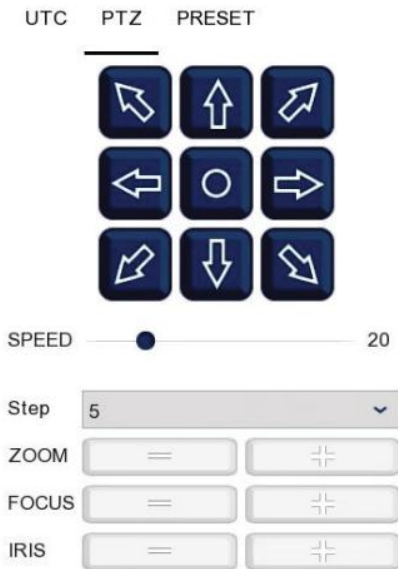 UTC PTZ PRESET
SPEED 20
Step 5
ZOOM
FOCUS
IRIS